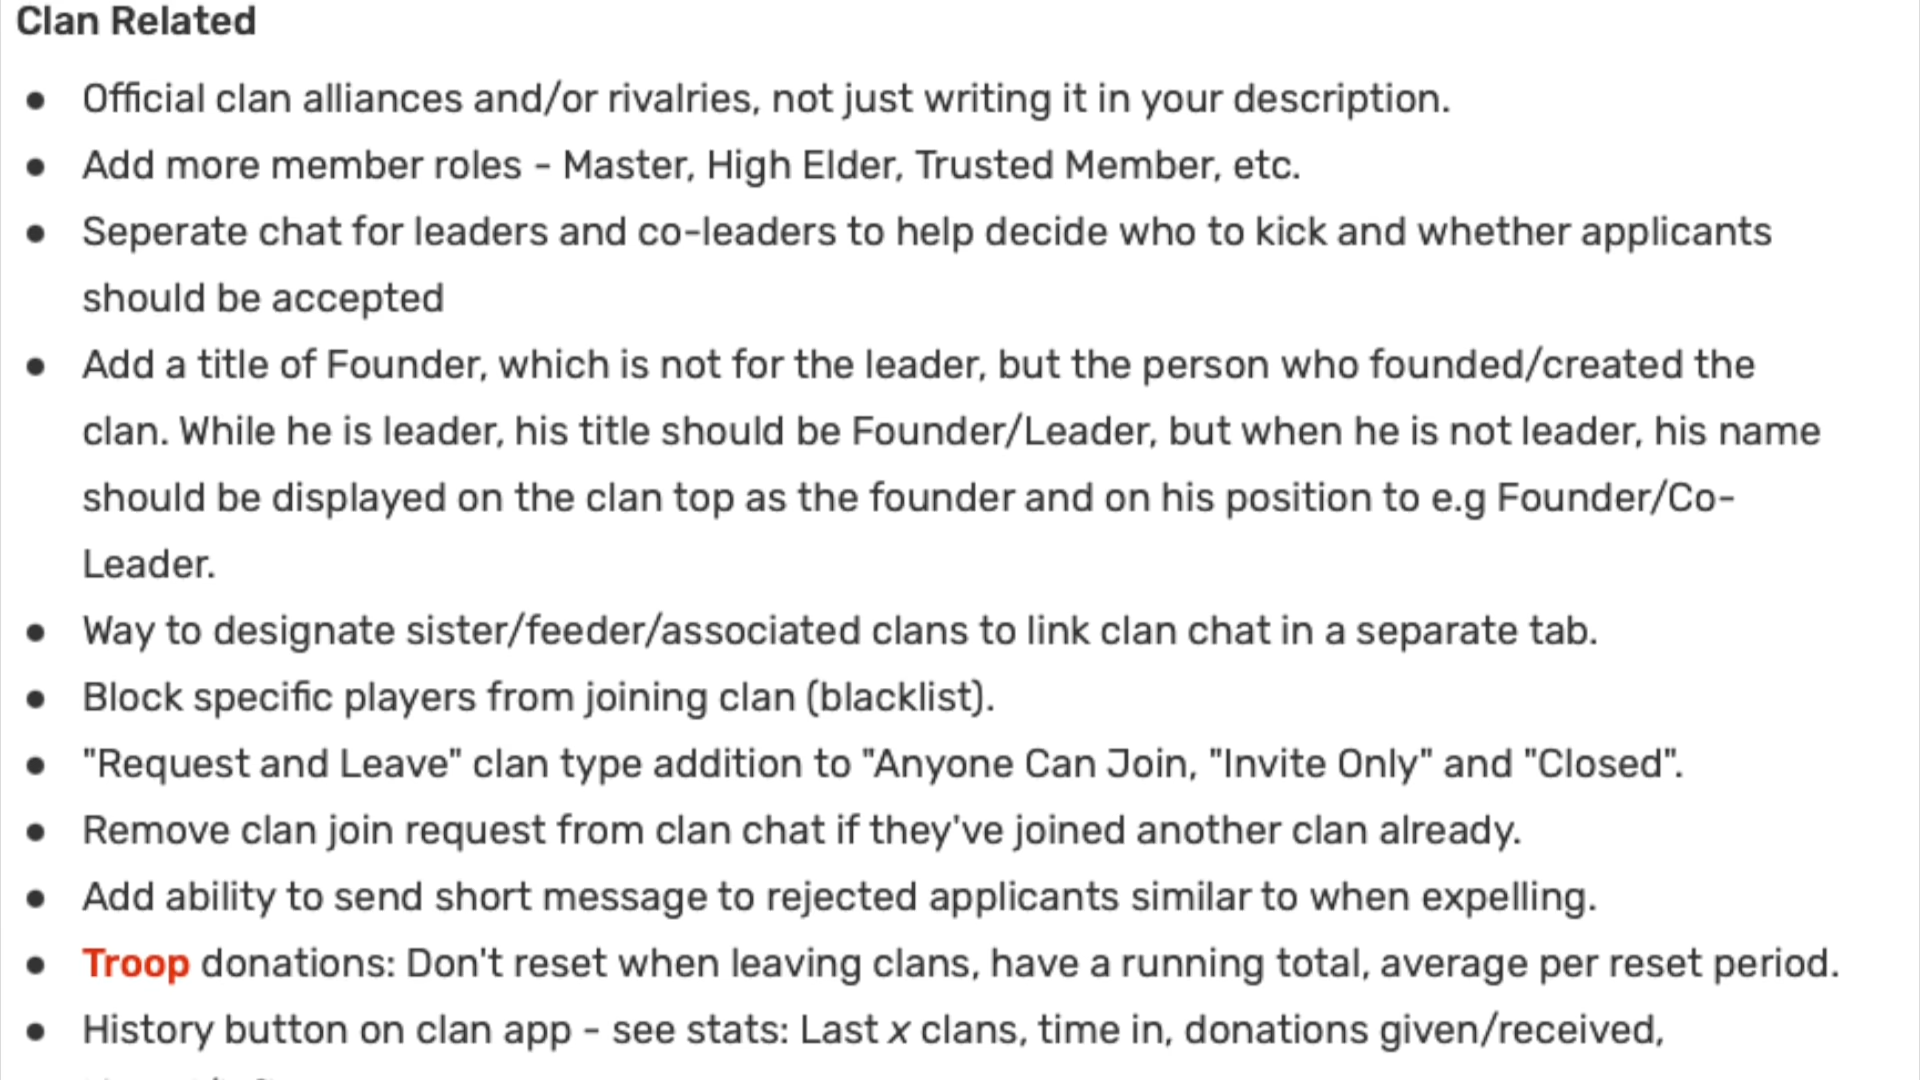 Clan Related
• Official clan alliances and/or rivalries, not just writing it in your description.
• Add more member roles - Master, High Elder, Trusted Member, etc.
• Seperate chat for leaders and co-leaders to help decide who to kick and whether applicants
should be accepted
• Add a title of Founder, which is not for the leader, but the person who founded/created the
clan. While he is leader, his title should be Founder/Leader, but when he is not leader, his name
should be displayed on the clan top as the founder and on his position to e.g Founder/Co-
Leader.
• Way to designate sister/feeder/associated clans to link clan chat in a separate tab.
• Block specific players from joining clan (blacklist).
• "Request and Leave" clan type addition to "Anyone Can Join, "Invite Only" and "Closed".
• Remove clan join request from clan chat if they've joined another clan already.
• Add ability to send short message to rejected applicants similar to when expelling.
• Troop donations: Don't reset when leaving clans, have a running total, average per reset period.
• History button on clan app - see stats: Last x clans, time in, donations given/received,